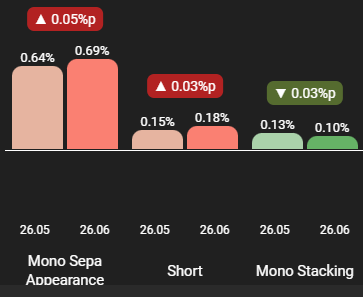 ▲ 0.05%p
0.64% 0.69%
▲ 0.03%p
0.15% 0.18%
▼ 0.03%p
0.13% 0.10%
26.05 26.06 26.05 26.06 26.05 26.06
Mono Sepa
Appearance
Short
Mono Stacking